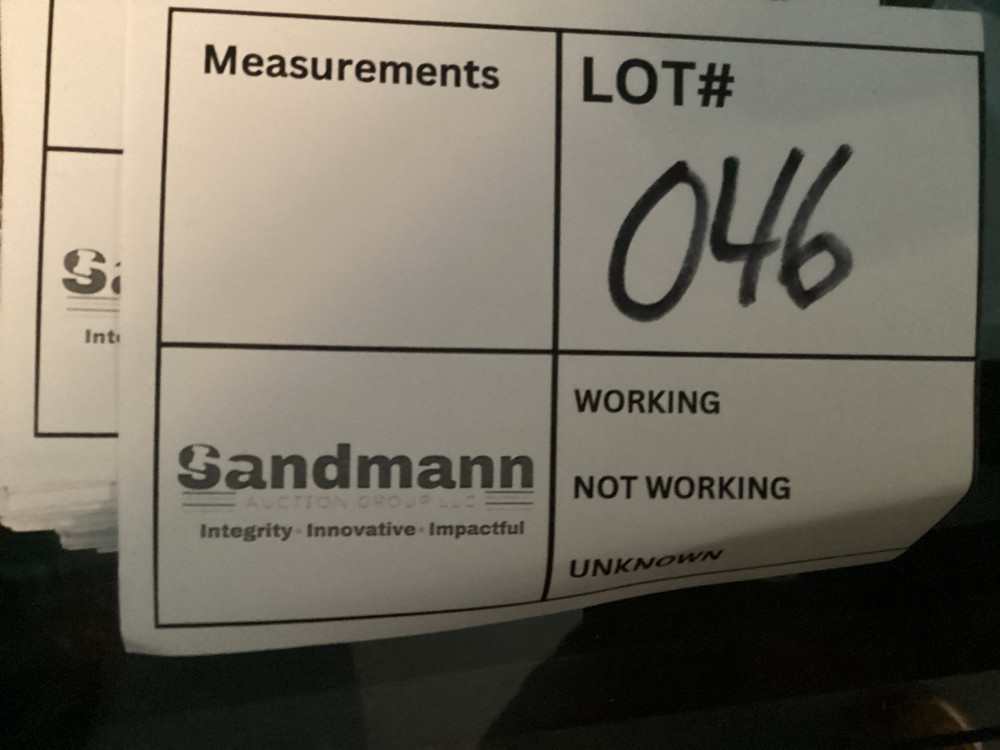 Measurements
LOT#
046
Sandmann
AUCTION GROUP LLC
Integrity • Innovative • Impactful
WORKING
NOT WORKING
UNKNOWN